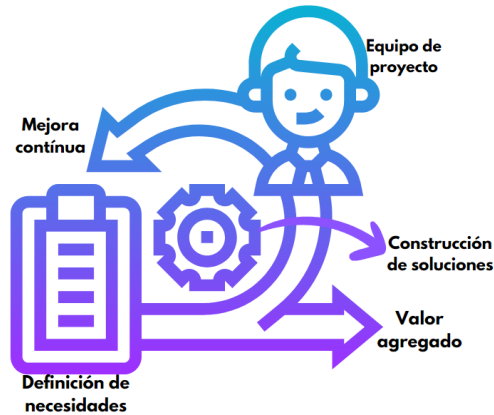 Equipo de
proyecto
Mejora
contínua
Construcción
de soluciones
Valor
agregado
Definición de
necesidades